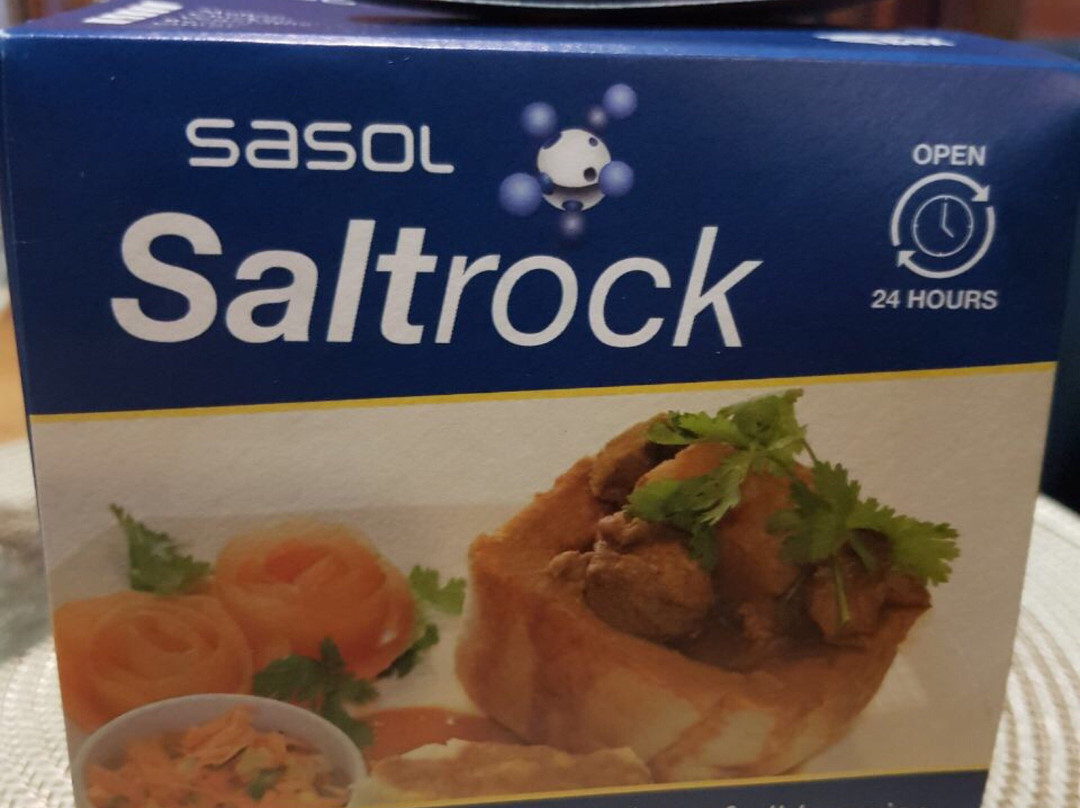 sasol
Saltrock
OPEN
24 HOURS